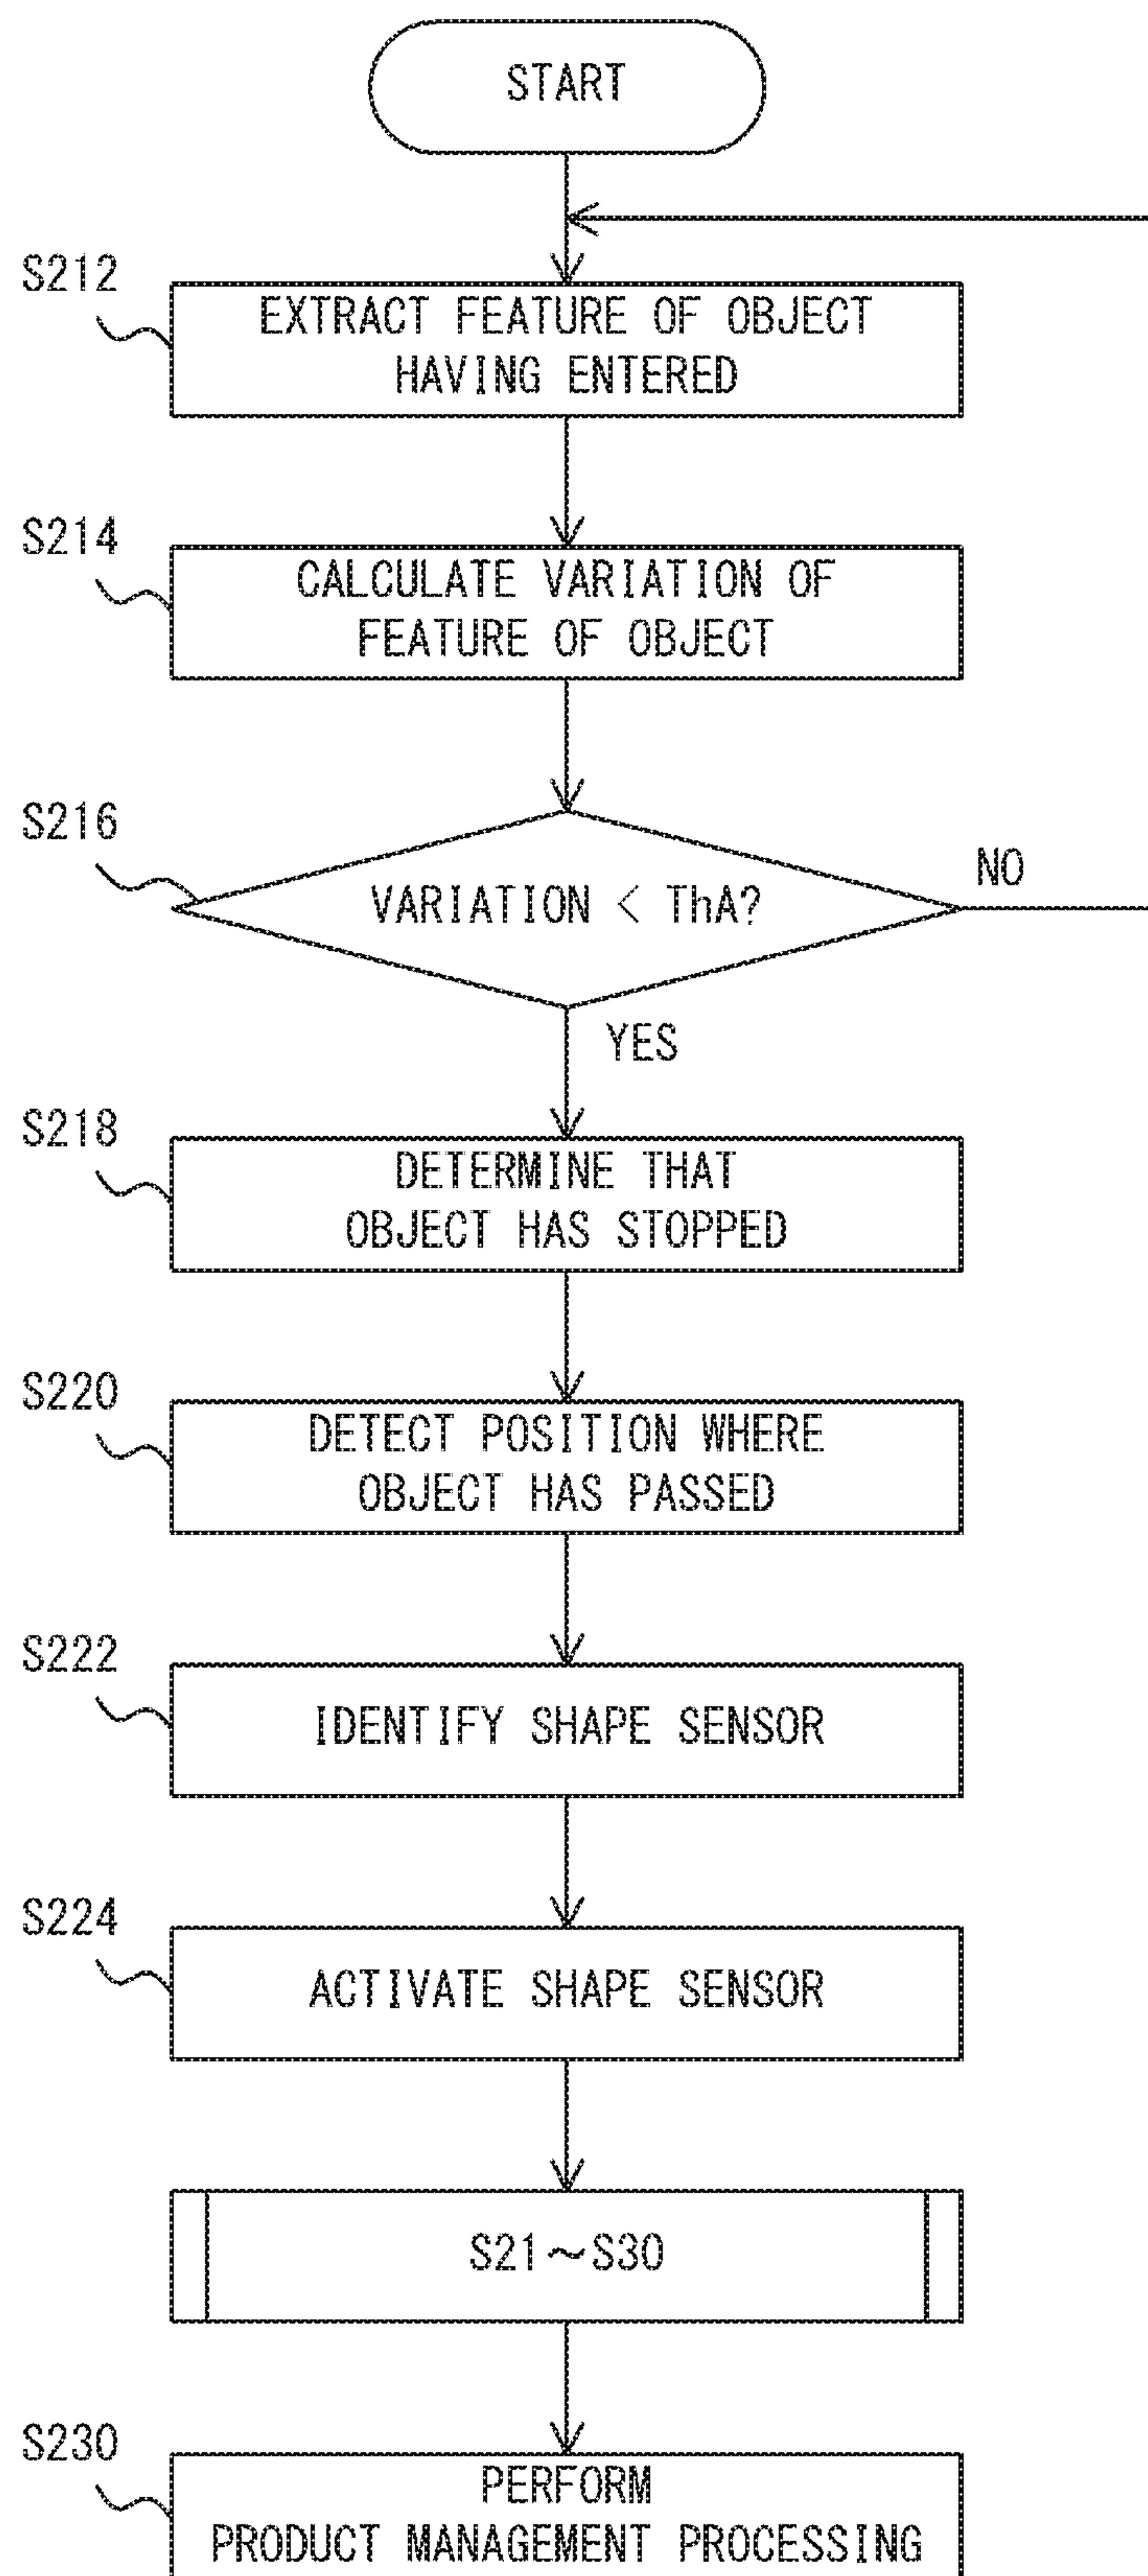 START
S212
EXTRACT FEATURE OF OBJECT
HAVING ENTERED
S214
CALCULATE VARIATION OF
FEATURE OF OBJECT
S216
VARIATION < ThA?
NO
YES
S218
DETERMINE THAT
OBJECT HAS STOPPED
S220
DETECT POSITION WHERE
OBJECT HAS PASSED
S222
IDENTIFY SHAPE SENSOR
S224
ACTIVATE SHAPE SENSOR
S21～S30
S230
PERFORM
PRODUCT MANAGEMENT PROCESSING